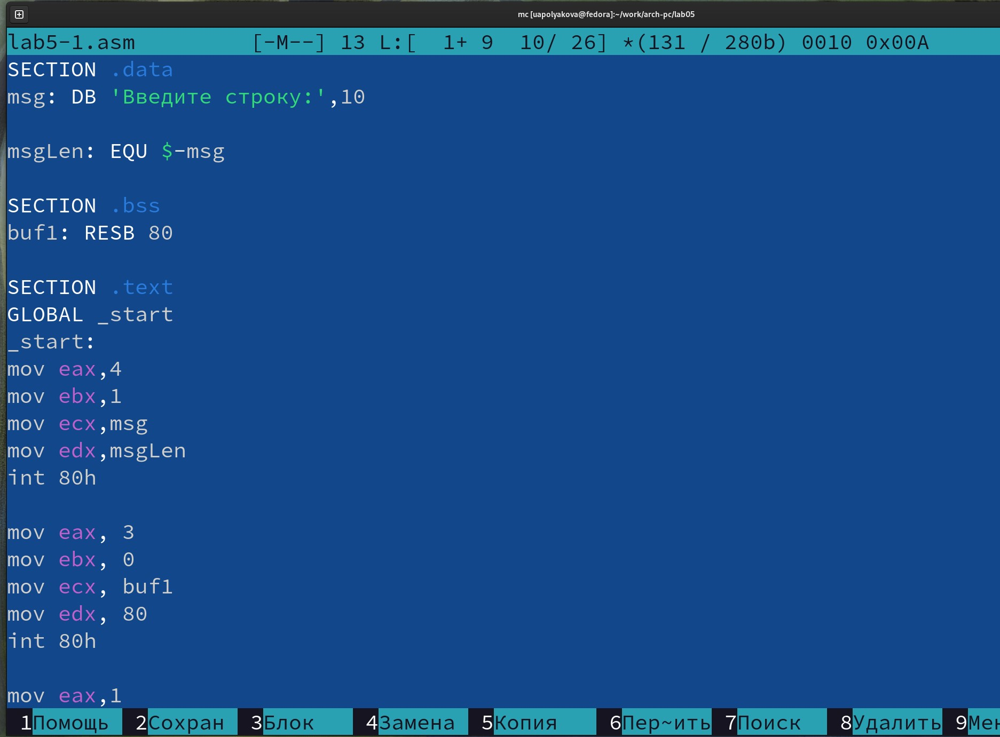 mc [uapolyakova@fedora]:~/work/arch-pc/lab05
lab5-1.asm [-M--] 13 L:[ 1+ 9 10/ 26] *(131 / 280b) 0010 0x00A
SECTION .data
msg: DB 'Введите строку:',10
msgLen: EQU $-msg
SECTION .bss
buf1: RESB 80
SECTION .text
GLOBAL _start
_start:
mov eax,4
mov ebx,1
mov ecx,msg
mov edx,msgLen
int 80h
mov eax, 3
mov ebx, 0
mov ecx, buf1
mov edx, 80
int 80h
mov eax,1
1Помощь 2Сохран 3Блок 4Замена 5Копия 6Пер~ить 7Поиск 8Удалить 9